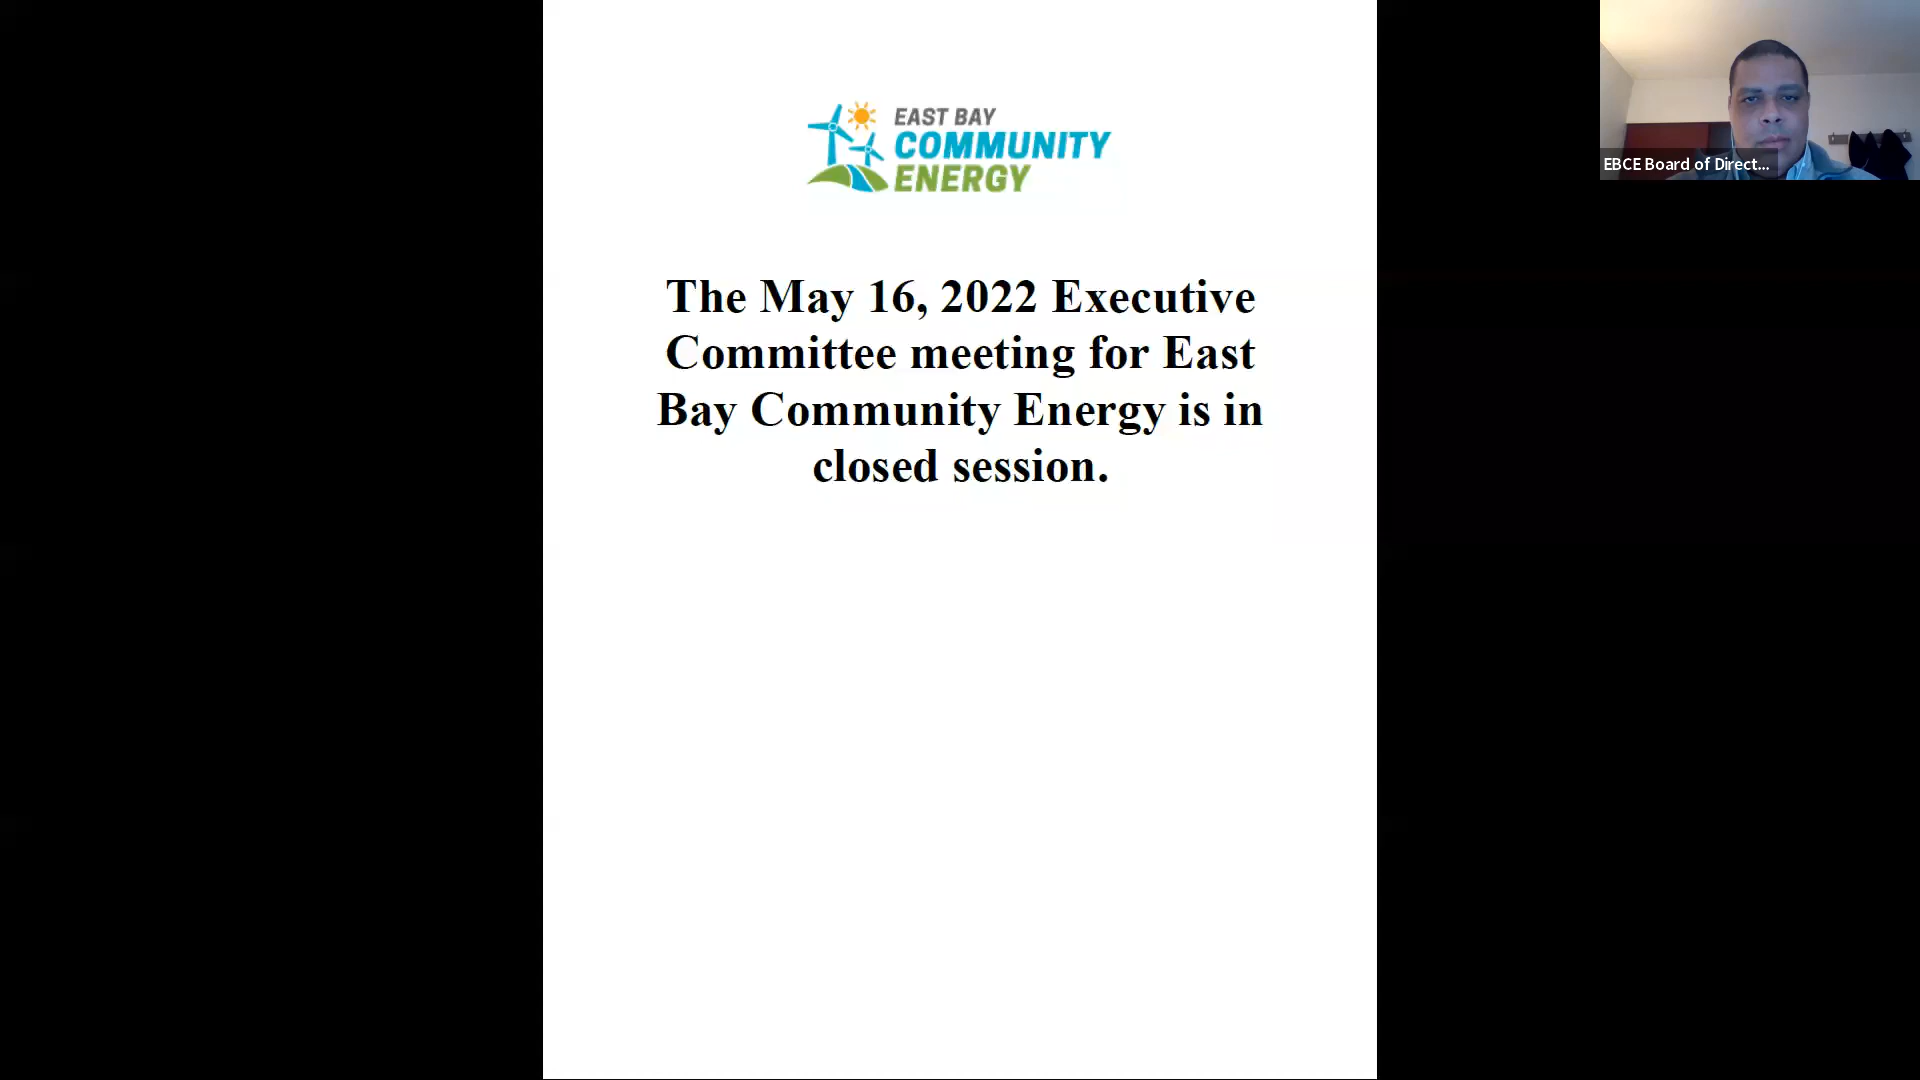 EAST BAY
COMMUNITY
ENERGY
The May 16, 2022 Executive
Committee meeting for East
Bay Community Energy is in
closed session.
EBCE Board of Direct...